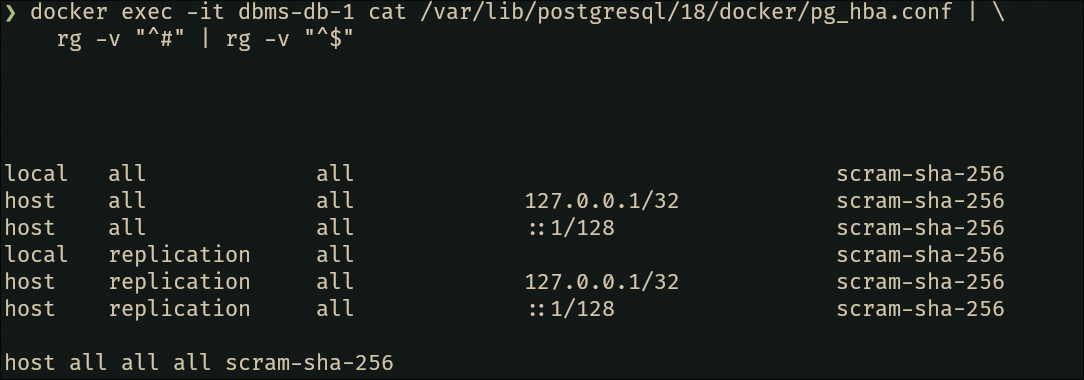 ❯ docker exec -it dbms-db-1 cat /var/lib/postgresql/18/docker/pg_hba.conf | \
    rg -v "^#" | rg -v "^$"
local   all             all                                     scram-sha-256
host    all             all             127.0.0.1/32            scram-sha-256
host    all             all             ::1/128                 scram-sha-256
local   replication     all                                     scram-sha-256
host    replication     all             127.0.0.1/32            scram-sha-256
host    replication     all             ::1/128                 scram-sha-256
host all all all scram-sha-256